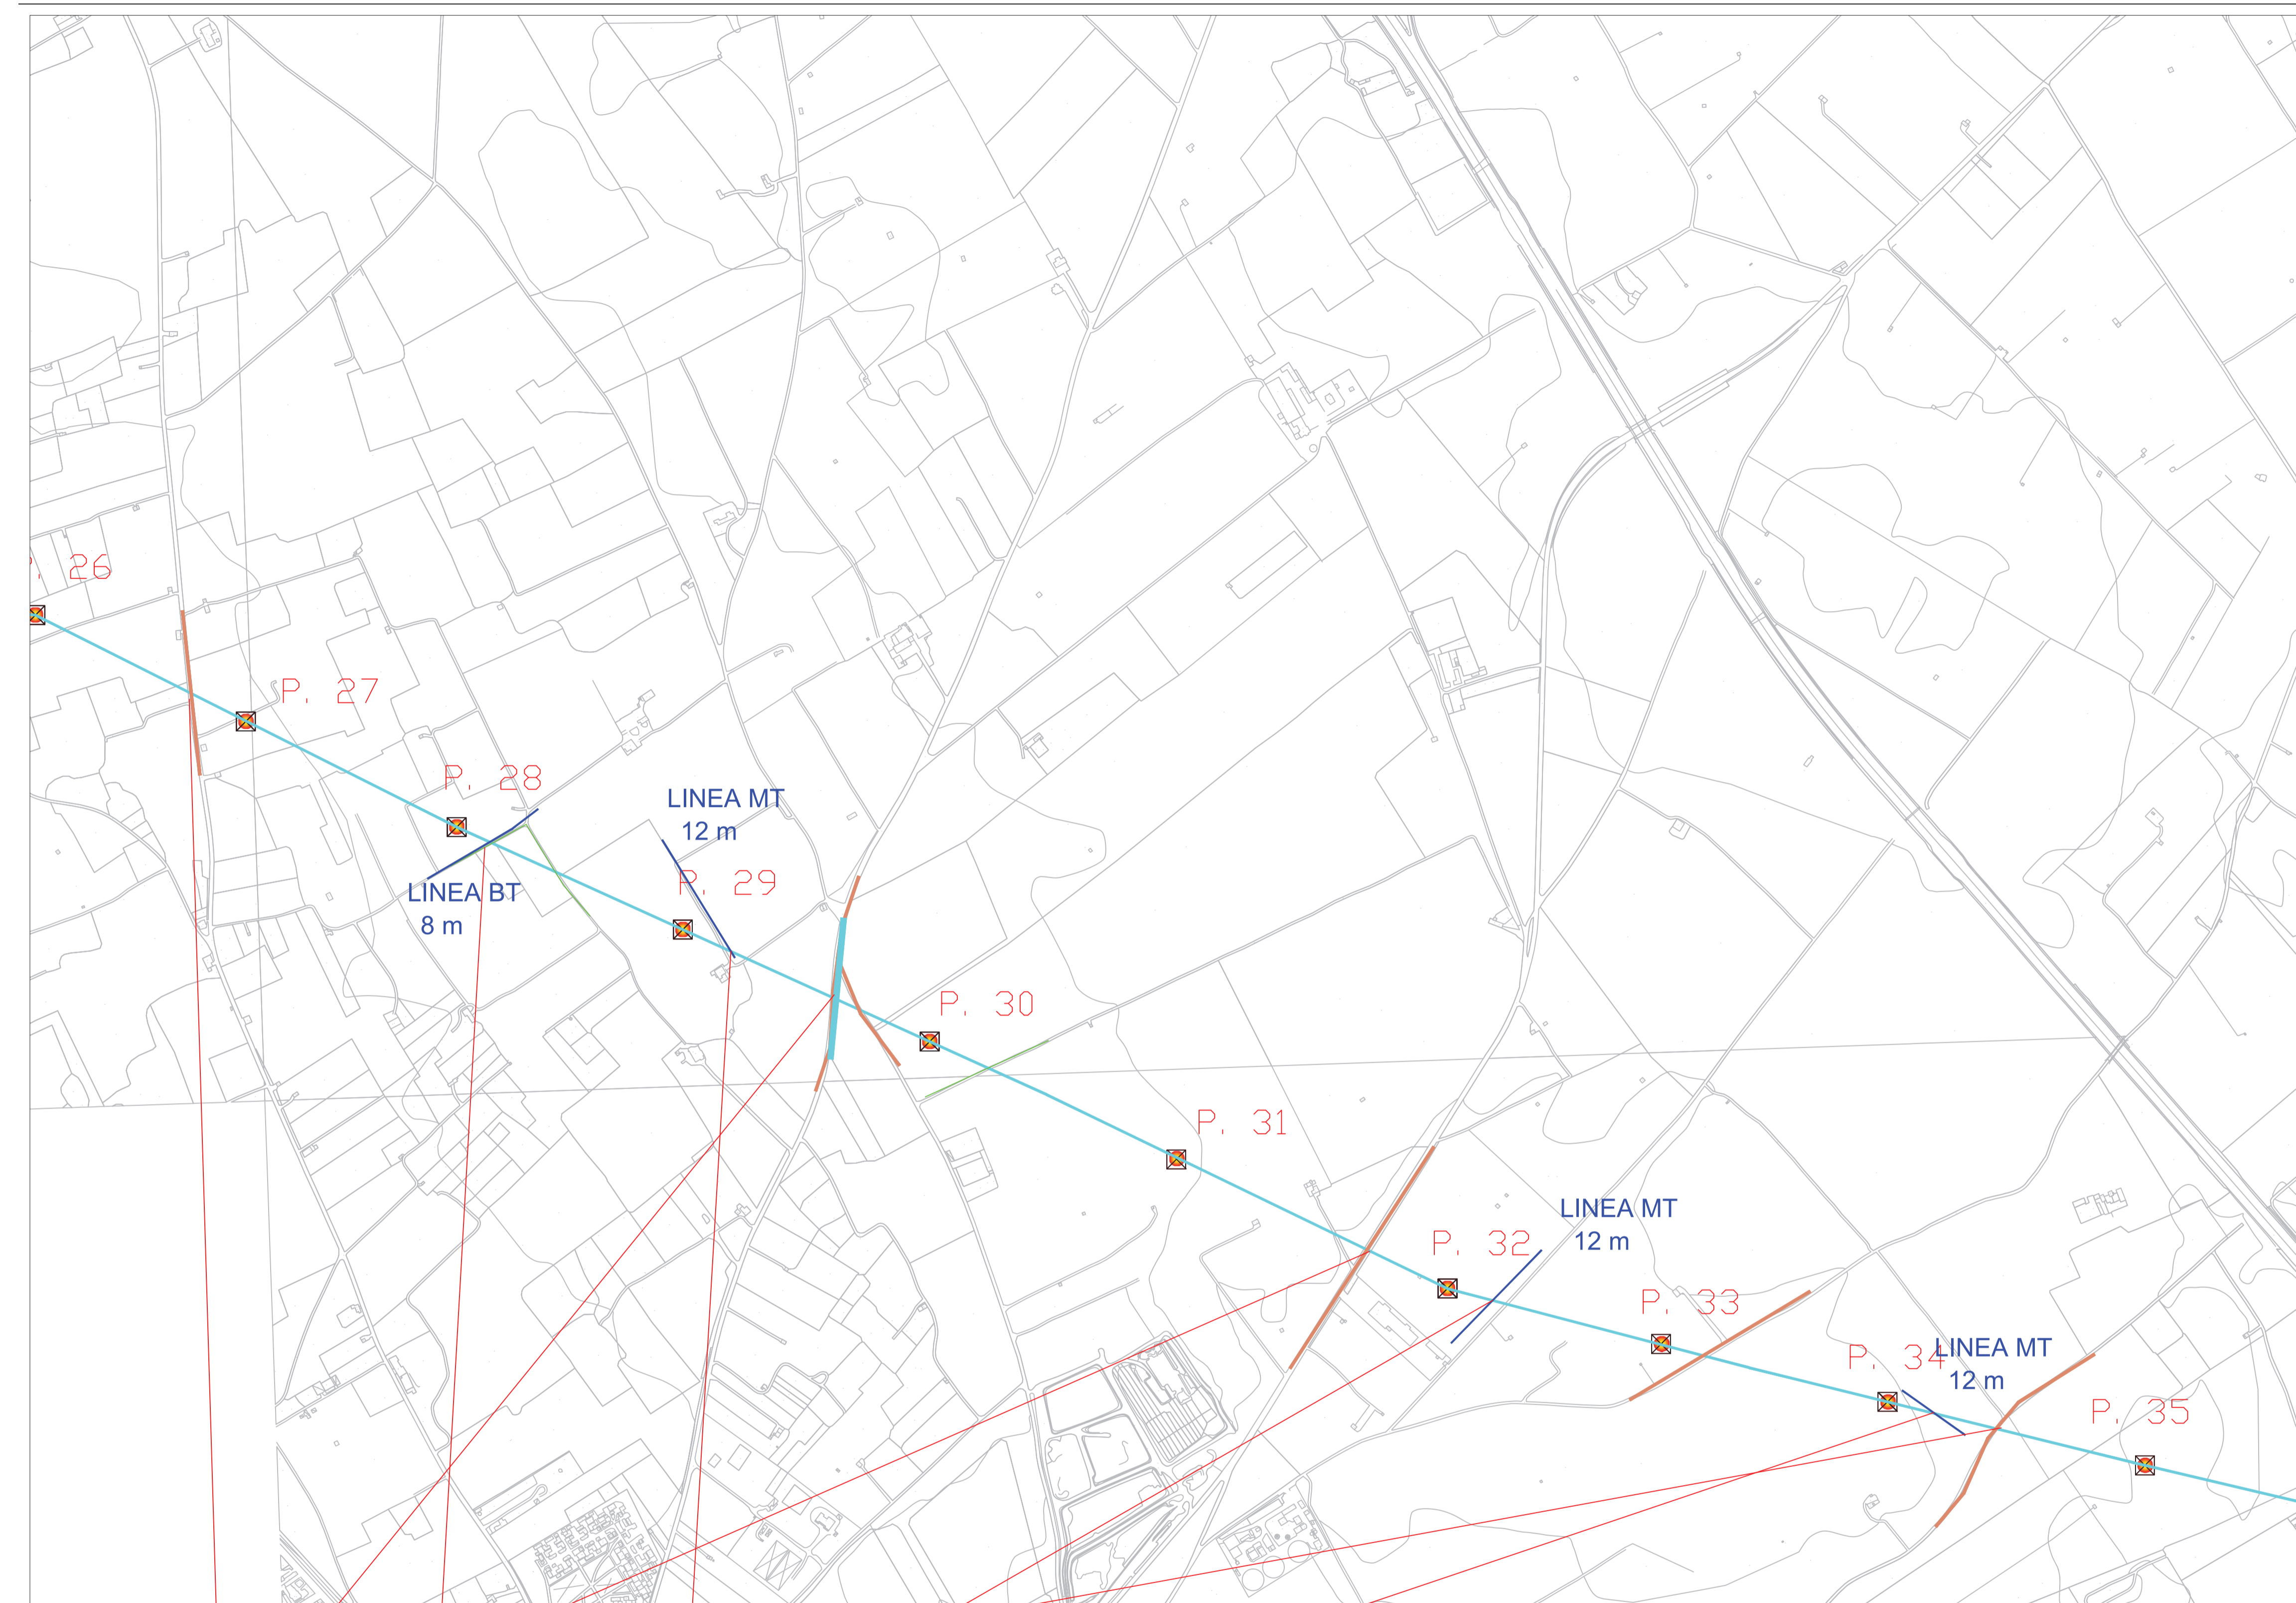 P. 26
P. 27
P. 28
LINEA MT
12 m
P. 29
LINEA BT
8 m
P. 30
P. 31
LINEA MT
12 m
P. 32
P. 33
LINEA MT
12 m
P. 34
P. 35